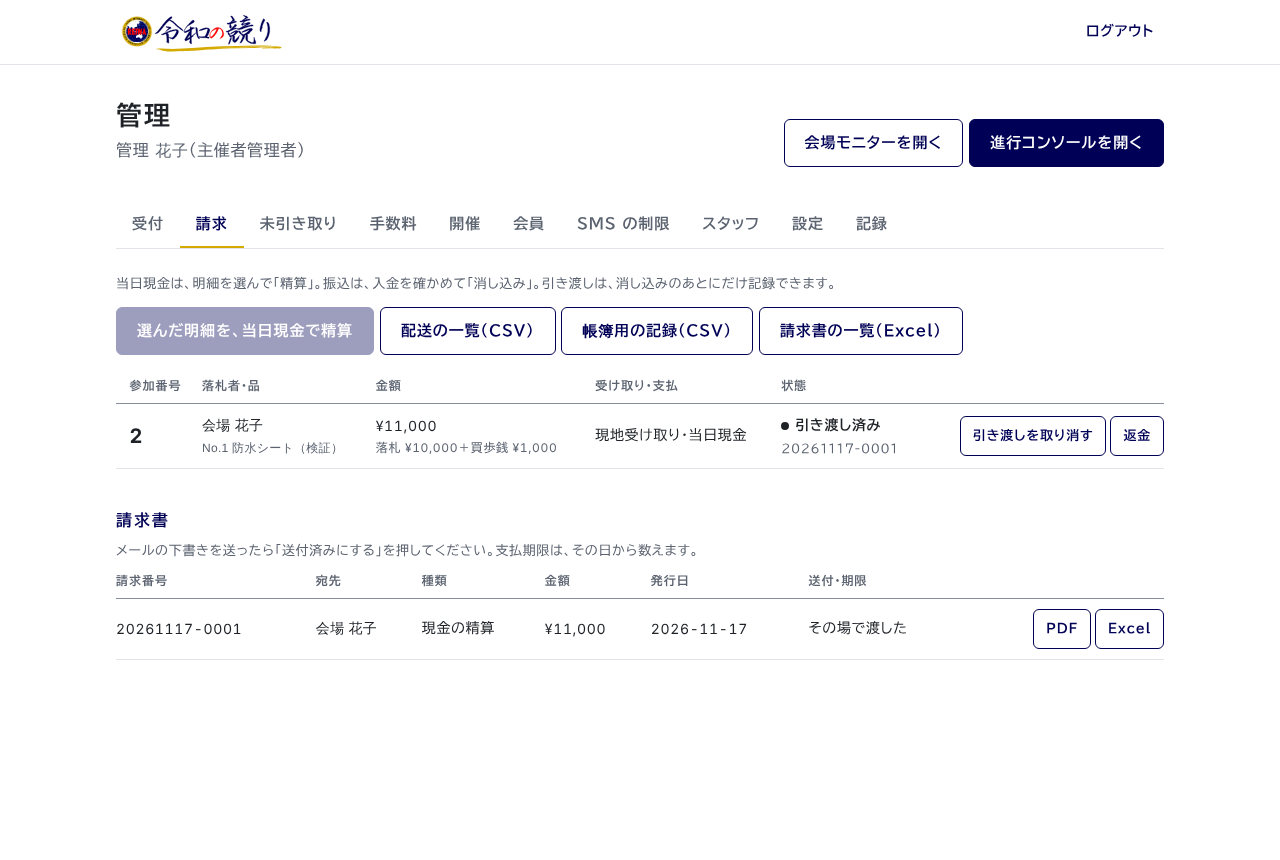 令和の競り
ログアウト
管理
管理 花子（主催者管理者）
会場モニターを開く
進行コンソールを開く
受付 請求 未引き取り 手数料 開催 会員 SMS の制限 スタッフ 設定 記録
当日現金は、明細を選んで「精算」。振込は、入金を確かめて「消し込み」。引き渡しは、消し込みのあとにだけ記録できます。
選んだ明細を、当日現金で精算 配送の一覧（CSV） 帳簿用の記録（CSV） 請求書の一覧（Excel）
参加番号 落札者・品 金額 受け取り・支払 状態
2 会場 花子 ¥11,000 現地受け取り・当日現金 引き渡し済み 引き渡しを取り消す 返金
No.1 防水シート（検証） 落札 ¥10,000＋買歩銭 ¥1,000 20261117-0001
請求書
メールの下書きを送ったら「送付済みにする」を押してください。支払期限は、その日から数えます。
請求番号 宛先 種類 金額 発行日 送付・期限
20261117-0001 会場 花子 現金の精算 ¥11,000 2026-11-17 その場で渡した PDF Excel